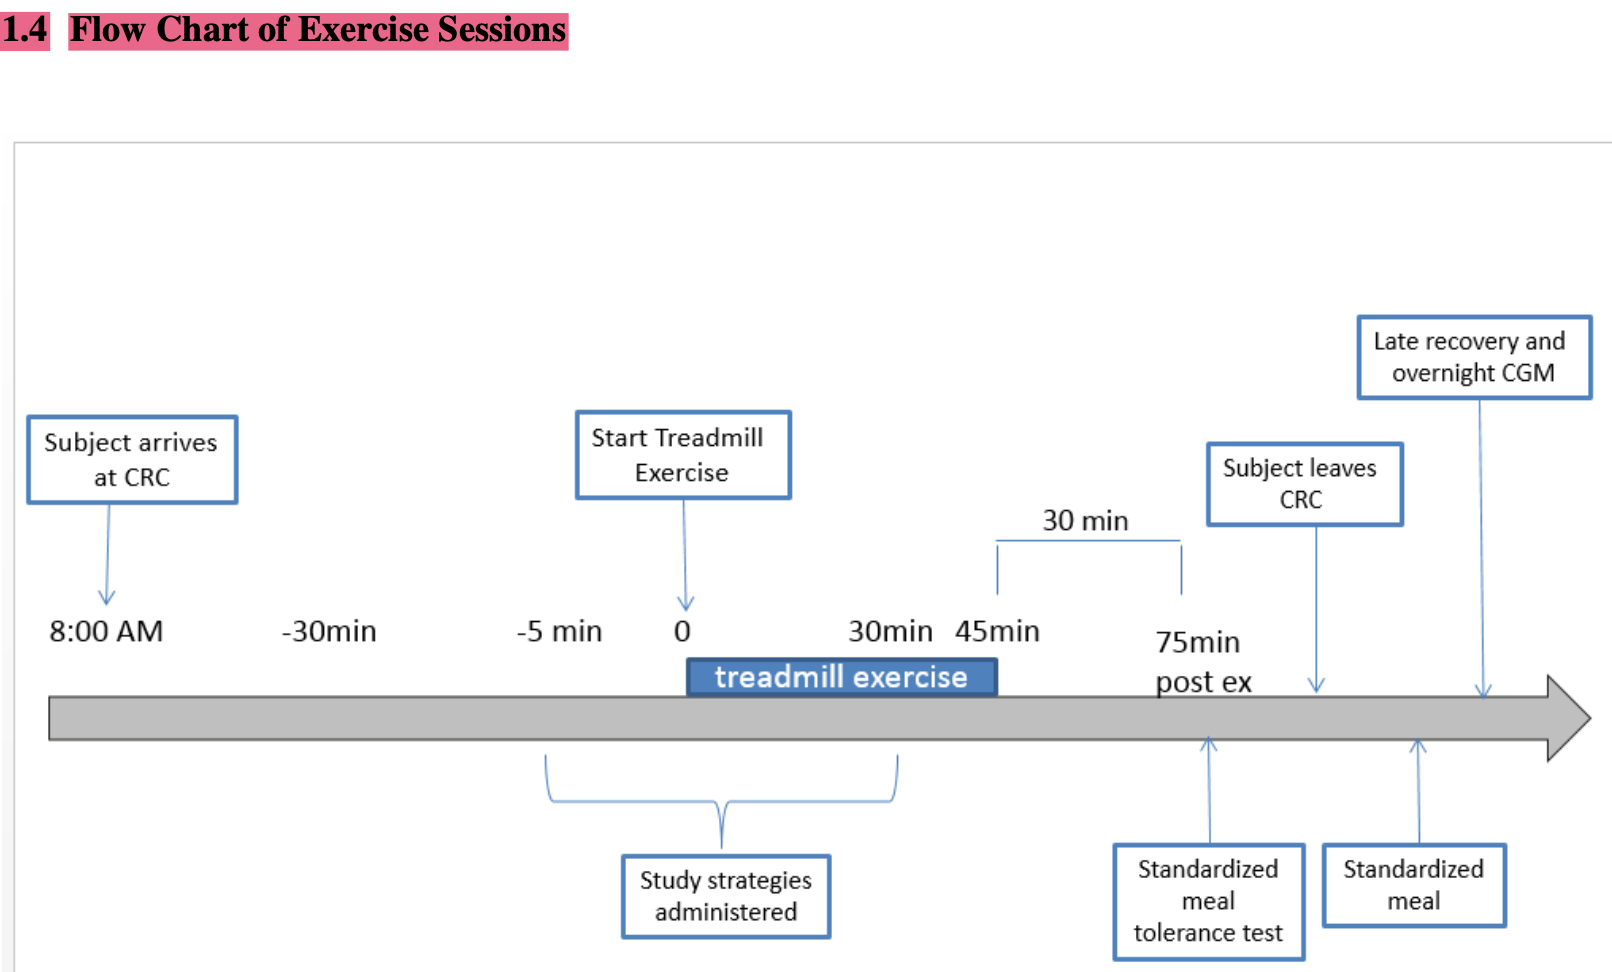 1.4 Flow Chart of Exercise Sessions
Late recovery and
overnight CGM
Subject arrives
at CRC
Start Treadmill
Exercise
Subject leaves
CRC
30 min
8:00 AM
-30min
-5 min
0
30min
45min
75min
post ex
treadmill exercise
Study strategies
administered
Standardized
meal
tolerance test
Standardized
meal